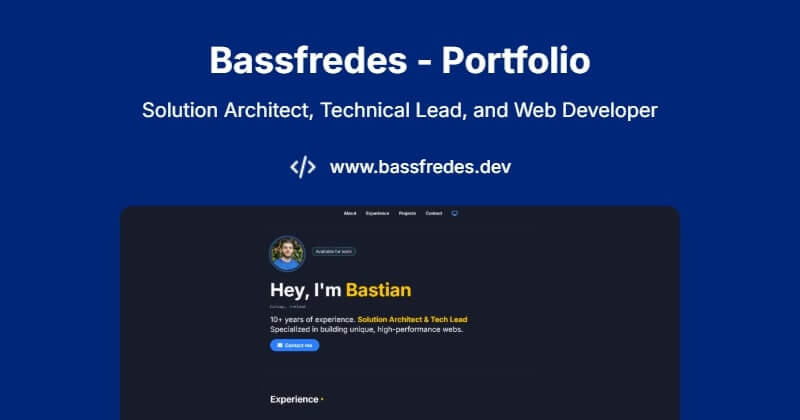 Bassfredes - Portfolio
Solution Architect, Technical Lead, and Web Developer
</> www.bassfredes.dev
About Experience Projects Contact
Available for work
Hey, I'm Bastian
10+ years of experience. Solution Architect & Tech Lead
Specialized in building unique, high-performance webs.
Contact me
Experience